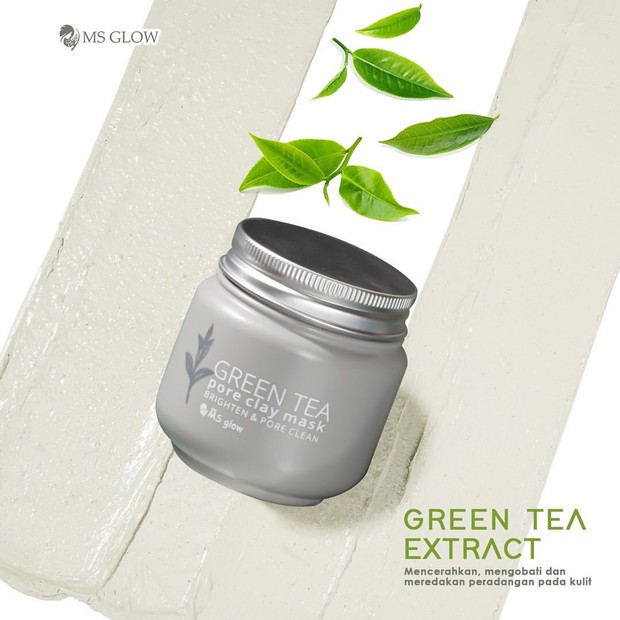 MS GLOW
GREEN TEA
pore clay mask
BRIGHTEN & PORE CLEAN
MS glow
GREEN TEA
EXTRACT
Mencerahkan, mengobati dan
meredakan peradangan pada kulit